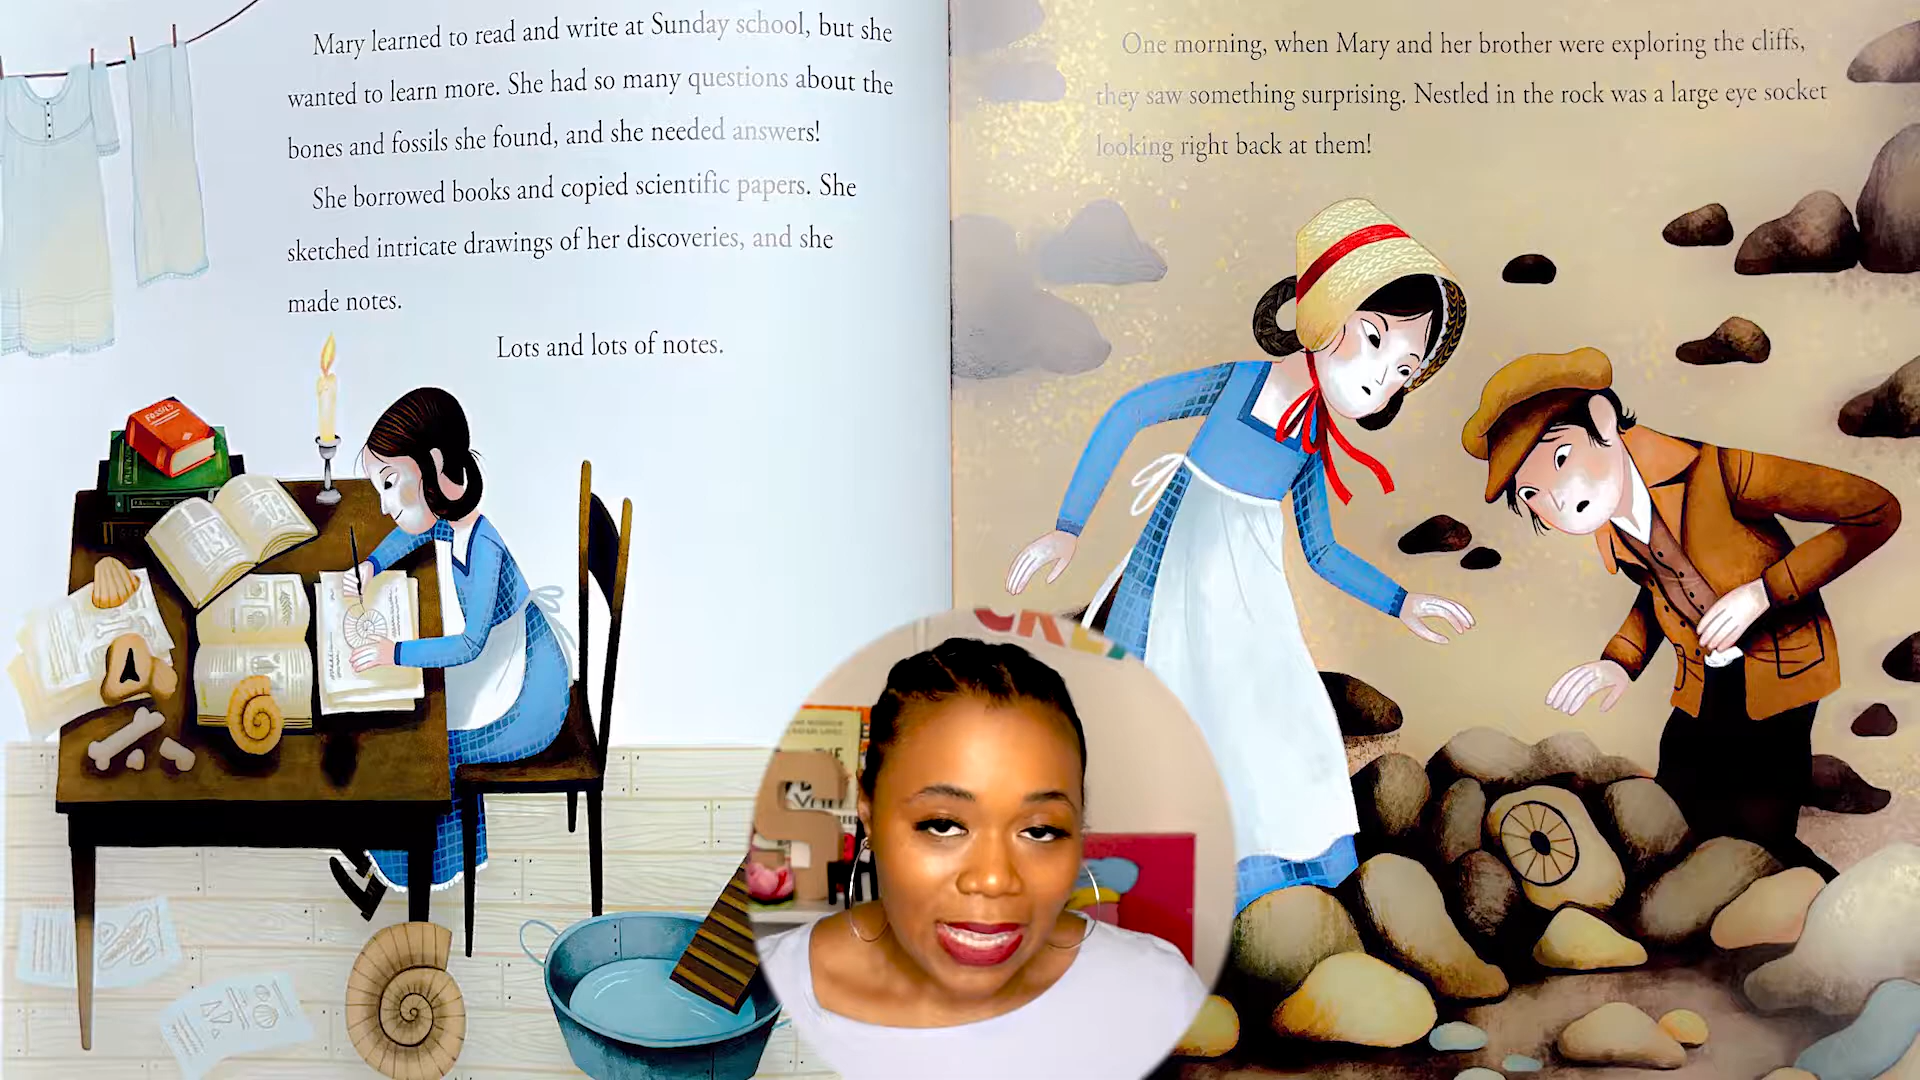 Mary learned to read and write at Sunday school, but she
wanted to learn more. She had so many questions about the
bones and fossils she found, and she needed answers!
She borrowed books and copied scientific papers. She
sketched intricate drawings of her discoveries, and she
made notes.
Lots and lots of notes.
FOSSILS
One morning, when Mary and her brother were exploring the cliffs,
they saw something surprising. Nestled in the rock was a large eye socket
looking right back at them!
THE
S